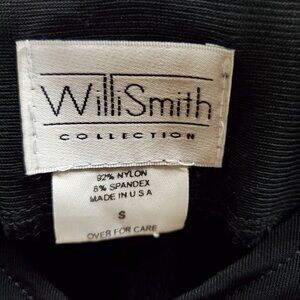 WilliSmith
COLLECTION
92% NYLON
8% SPANDEX
MADE IN USA
S
OVER FOR CARE